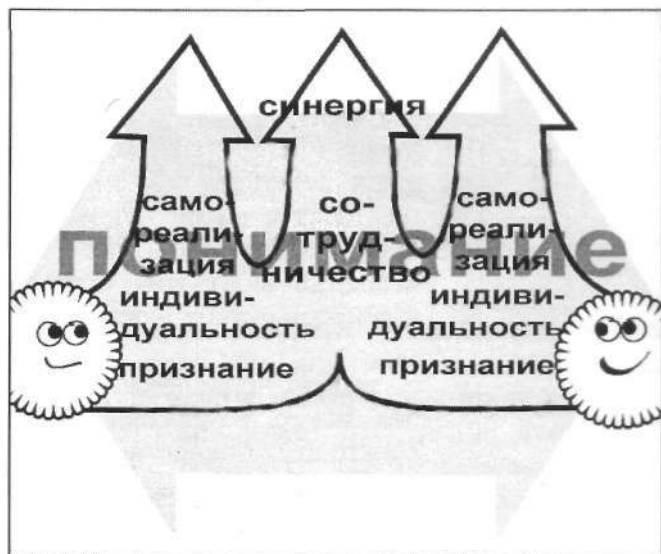 синергия
само-
реали-
зация
индиви-
дуальность
признание
со-
труд-
ничество
само-
реали-
зация
индиви-
дуальность
признание
понимание